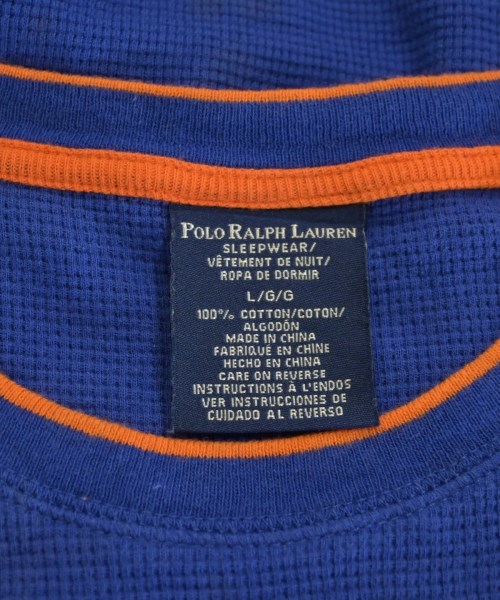 POLO RALPH LAUREN
SLEEPWEAR/
VÊTEMENT DE NUIT/
ROPA DE DORMIR
L/G/G
100% COTTON/COTON/
ALGODÓN
MADE IN CHINA
FABRIQUÉ EN CHINE
HECHO EN CHINA
CARE ON REVERSE
INSTRUCTIONS À L'ENDOS
VER INSTRUCCIONES DE
CUIDADO AL REVERSO